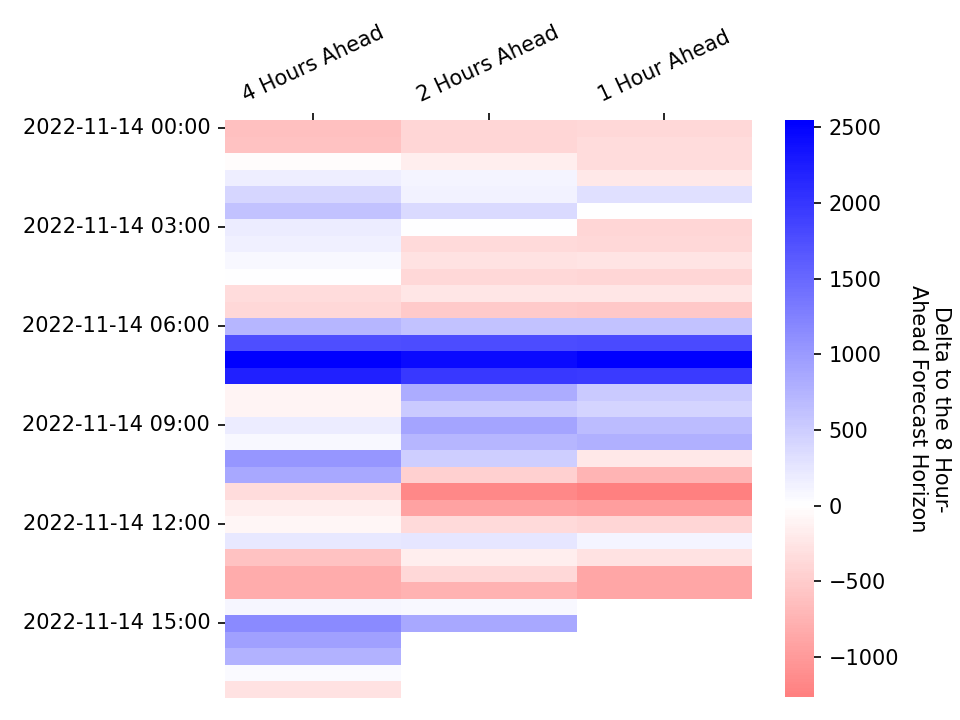 4 Hours Ahead
2 Hours Ahead
1 Hour Ahead
2022-11-14 00:00
2022-11-14 03:00
2022-11-14 06:00
2022-11-14 09:00
2022-11-14 12:00
2022-11-14 15:00
2500
2000
1500
1000
500
0
−500
−1000
Delta to the 8 Hour-
Ahead Forecast Horizon